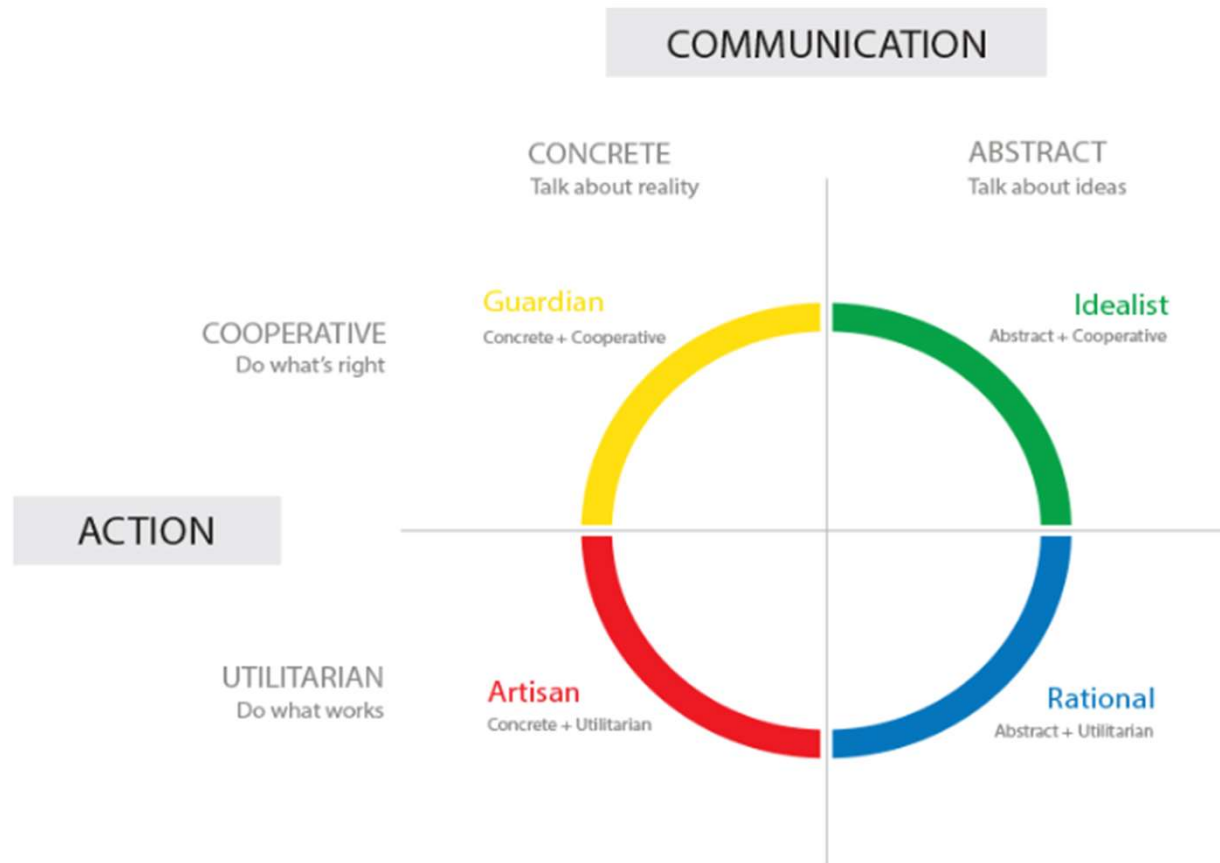 COMMUNICATION
CONCRETE
Talk about reality
ABSTRACT
Talk about ideas
Guardian
Concrete + Cooperative
Idealist
Abstract + Cooperative
COOPERATIVE
Do what's right
ACTION
UTILITARIAN
Do what works
Artisan
Concrete + Utilitarian
Rational
Abstract + Utilitarian